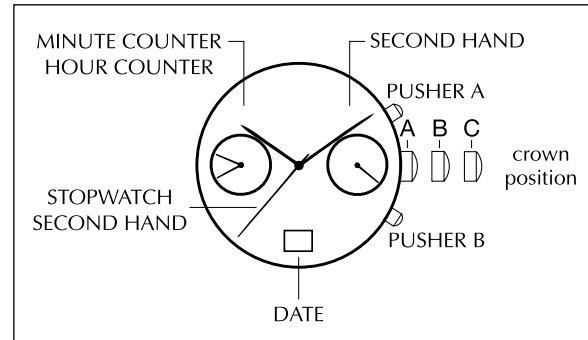 MINUTE COUNTER
HOUR COUNTER
SECOND HAND
PUSHER A
A B C
crown
position
STOPWATCH
SECOND HAND
PUSHER B
DATE